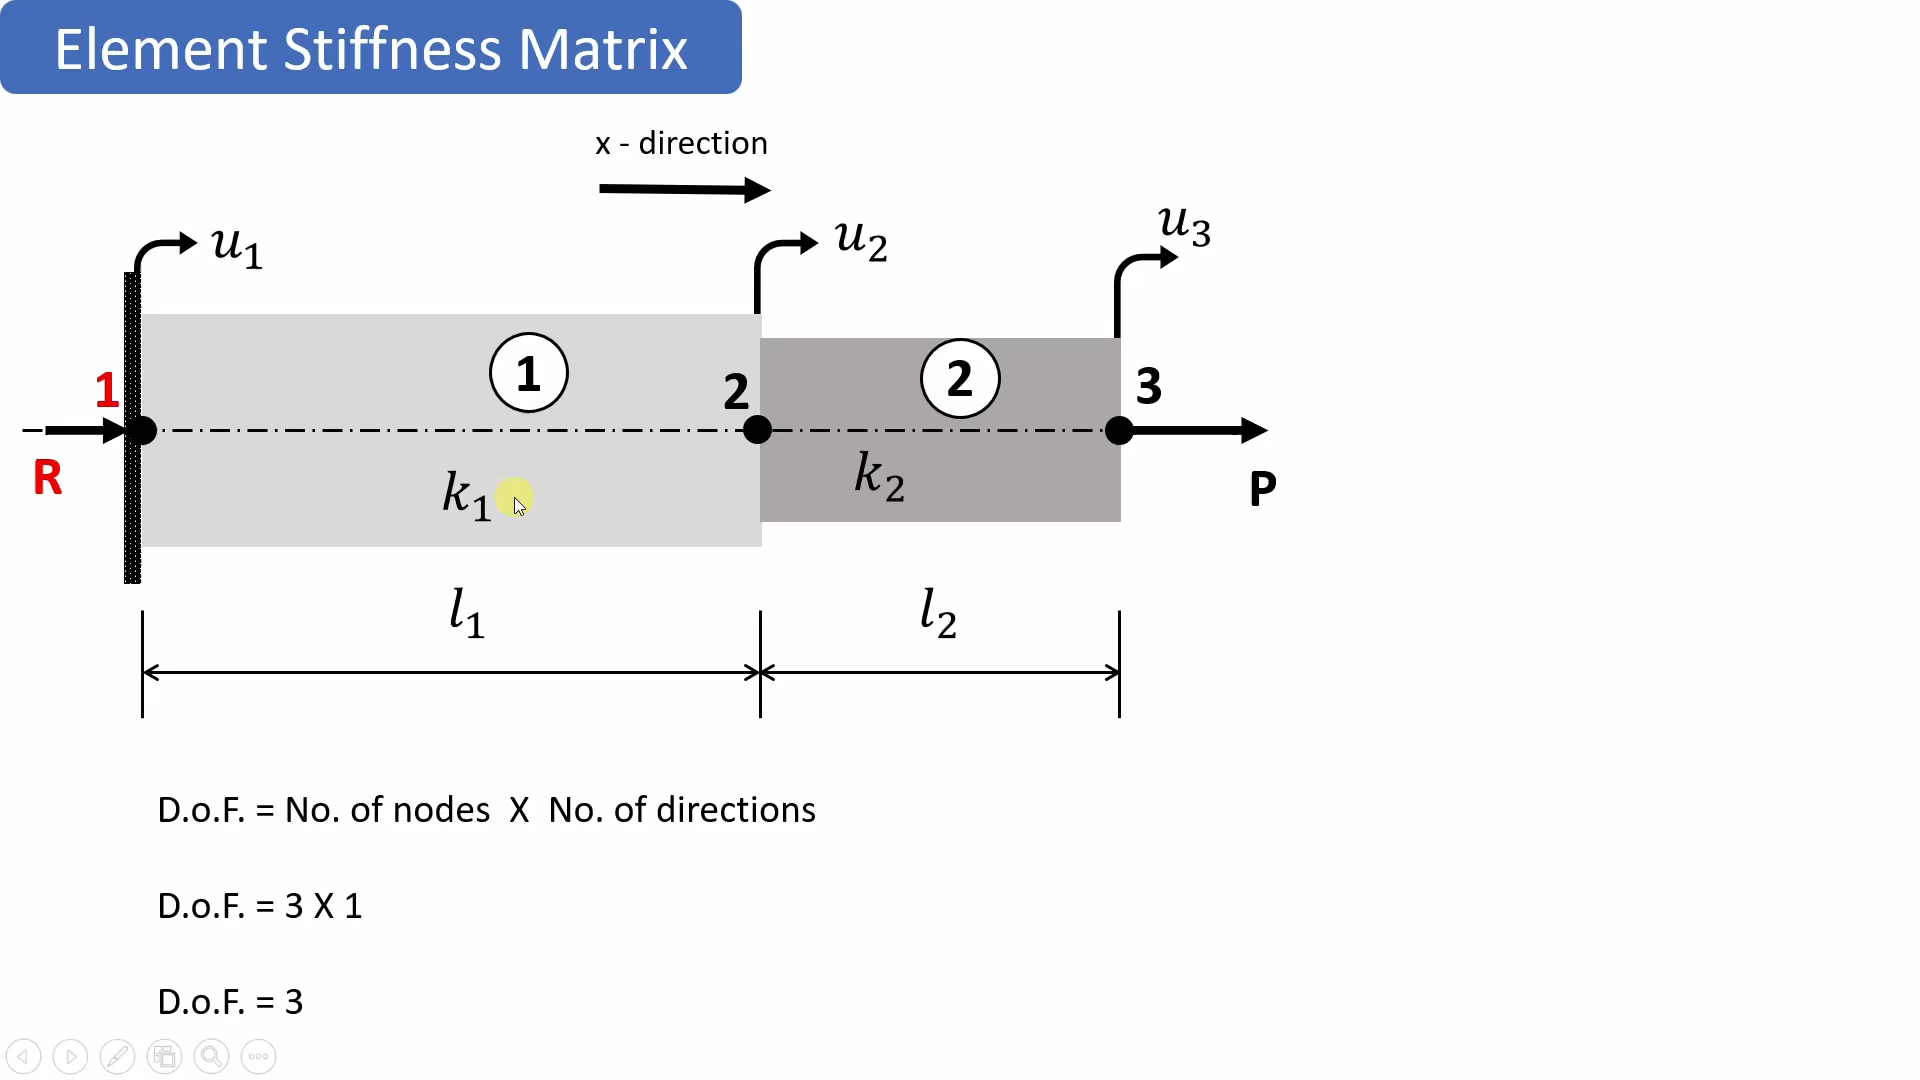 Element Stiffness Matrix
x - direction
u₁
u₂
u₃
1
1
2
2
3
R
k₁
k₂
P
l₁
l₂
D.o.F. = No. of nodes X No. of directions
D.o.F. = 3 X 1
D.o.F. = 3